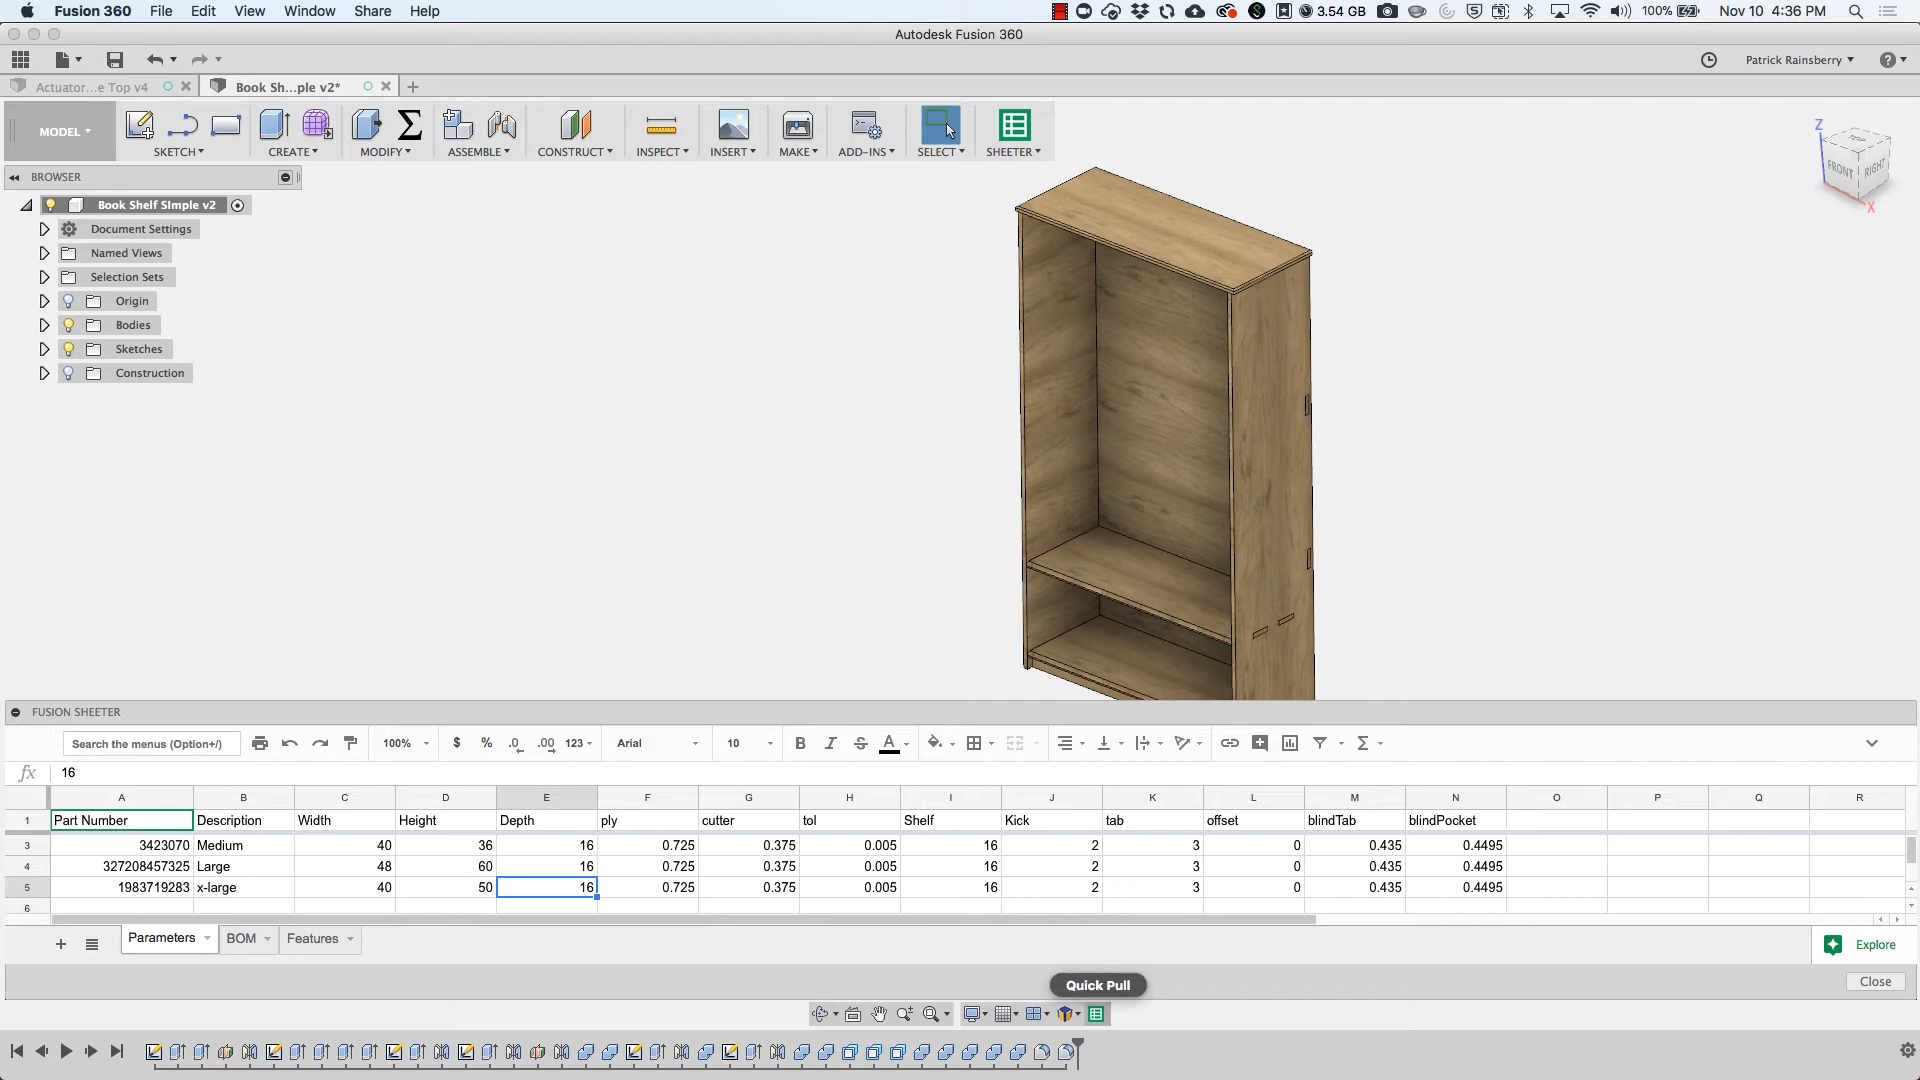 Fusion 360 File Edit View Window Share Help 3.54 GB 100% Nov 10 4:36 PM
Autodesk Fusion 360
Patrick Rainsberry
Actuator...e Top v4 Book Sh...ple v2*
MODEL SKETCH CREATE MODIFY ASSEMBLE CONSTRUCT INSPECT INSERT MAKE ADD-INS SELECT SHEETER
BROWSER
Book Shelf SImple v2
Document Settings
Named Views
Selection Sets
Origin
Bodies
Sketches
Construction
Z
TOP
FRONT RIGHT
X
FUSION SHEETER
Search the menus (Option+/) 100% $ % .0 .00 123 Arial 10 B I S A Σ
fx 16
A B C D E F G H I J K L M N O P Q R
1 Part Number Description Width Height Depth ply cutter tol Shelf Kick tab offset blindTab blindPocket
3 3423070 Medium 40 36 16 0.725 0.375 0.005 16 2 3 0 0.435 0.4495
4 327208457325 Large 48 60 16 0.725 0.375 0.005 16 2 3 0 0.435 0.4495
5 1983719283 x-large 40 50 16 0.725 0.375 0.005 16 2 3 0 0.435 0.4495
6
Parameters BOM Features Explore
Quick Pull Close